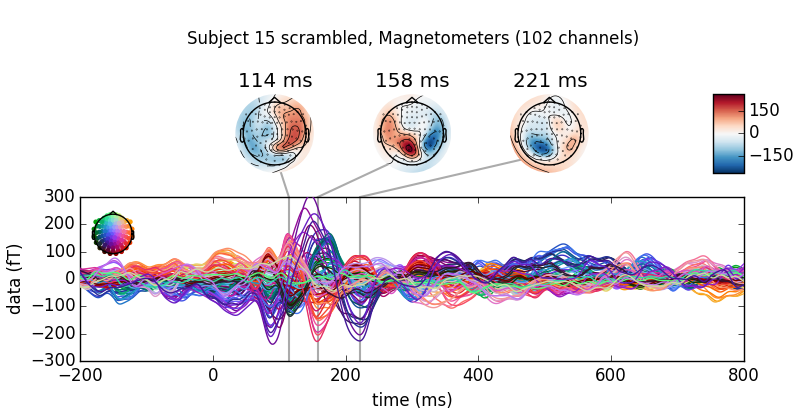 Subject 15 scrambled, Magnetometers (102 channels)
114 ms 158 ms 221 ms
150
0
−150
300
200
100
0
−100
−200
−300
data (fT)
−200 0 200 400 600 800
time (ms)